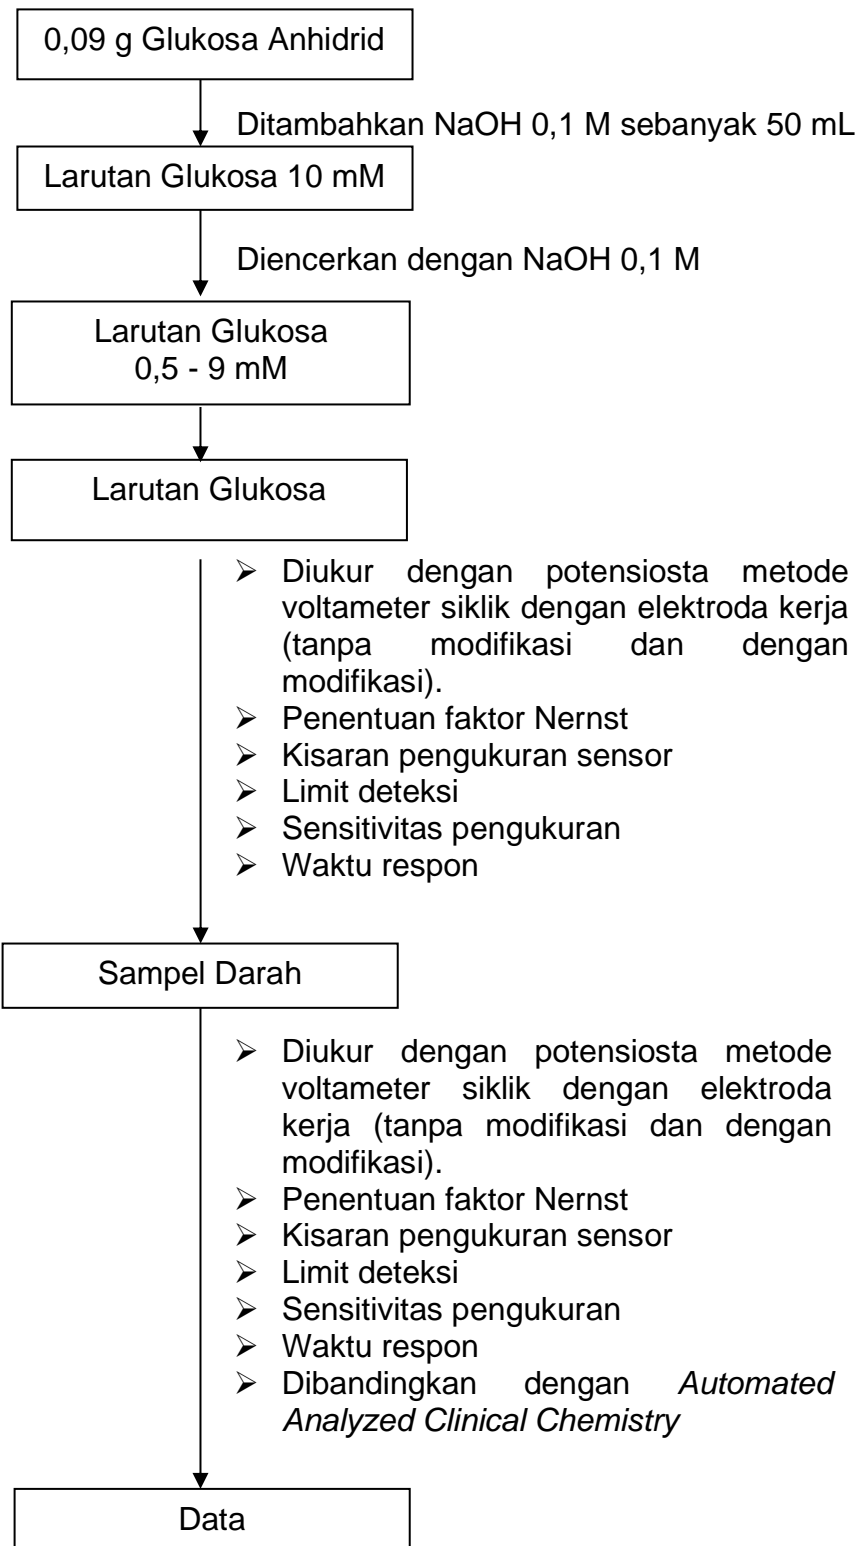 0,09 g Glukosa Anhidrid
Ditambahkan NaOH 0,1 M sebanyak 50 mL
Larutan Glukosa 10 mM
Diencerkan dengan NaOH 0,1 M
Larutan Glukosa
0,5 - 9 mM
Larutan Glukosa
➢ Diukur dengan potensiosta metode
voltameter siklik dengan elektroda kerja
(tanpa modifikasi dan dengan
modifikasi).
➢ Penentuan faktor Nernst
➢ Kisaran pengukuran sensor
➢ Limit deteksi
➢ Sensitivitas pengukuran
➢ Waktu respon
Sampel Darah
➢ Diukur dengan potensiosta metode
voltameter siklik dengan elektroda
kerja (tanpa modifikasi dan dengan
modifikasi).
➢ Penentuan faktor Nernst
➢ Kisaran pengukuran sensor
➢ Limit deteksi
➢ Sensitivitas pengukuran
➢ Waktu respon
➢ Dibandingkan dengan Automated
Analyzed Clinical Chemistry
Data